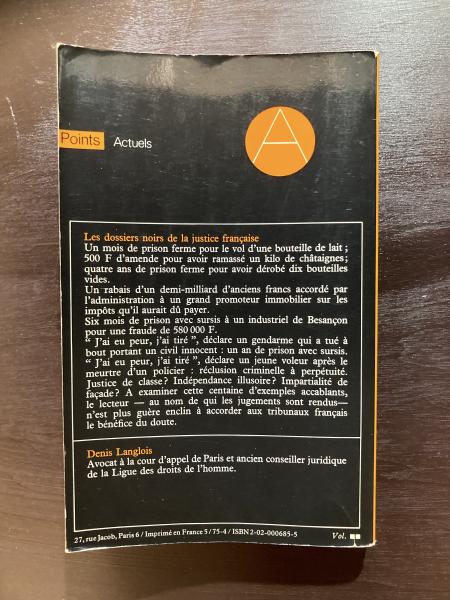 Points Actuels
A
Les dossiers noirs de la justice française
Un mois de prison ferme pour le vol d'une bouteille de lait ;
500 F d'amende pour avoir ramassé un kilo de châtaignes;
quatre ans de prison ferme pour avoir dérobé dix bouteilles
vides.
Un rabais d'un demi-milliard d'anciens francs accordé par
l'administration à un grand promoteur immobilier sur les
impôts qu'il aurait dû payer.
Six mois de prison avec sursis à un industriel de Besançon
pour une fraude de 580 000 F.
“ J'ai eu peur, j'ai tiré ”, déclare un gendarme qui a tué à
bout portant un civil innocent : un an de prison avec sursis.
“ J'ai eu peur, j'ai tiré ”, déclare un jeune voleur après le
meurtre d'un policier : réclusion criminelle à perpétuité.
Justice de classe? Indépendance illusoire? Impartialité de
façade? A examiner cette centaine d'exemples accablants,
le lecteur — au nom de qui les jugements sont rendus—
n'est plus guère enclin à accorder aux tribunaux français
le bénéfice du doute.
Denis Langlois
Avocat à la cour d'appel de Paris et ancien conseiller juridique
de la Ligue des droits de l'homme.
27, rue Jacob, Paris 6 / Imprimé en France 5 / 75-4 / ISBN 2-02-000685-5 Vol.